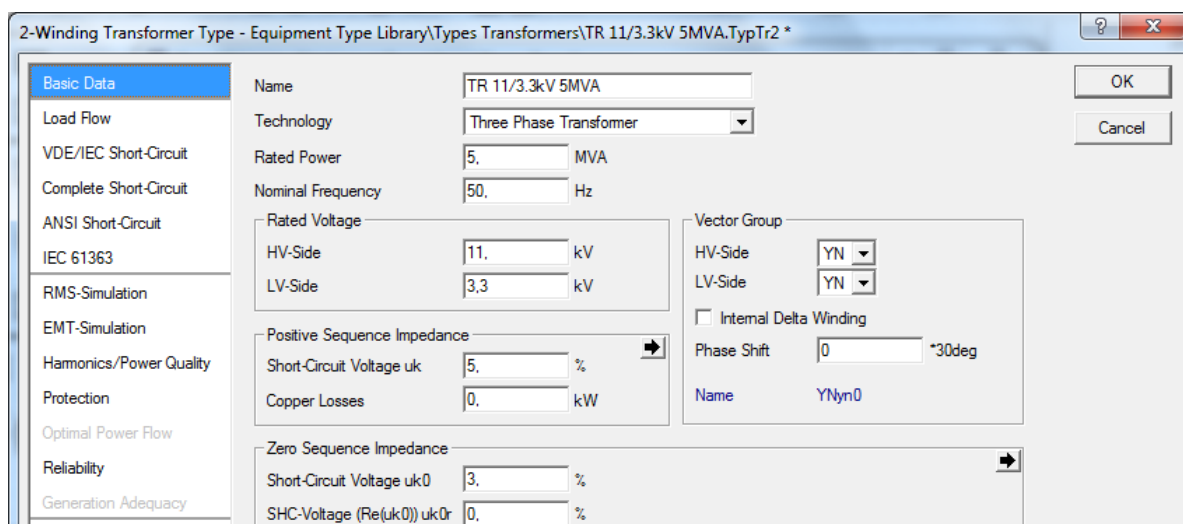 2-Winding Transformer Type - Equipment Type Library\Types Transformers\TR 11/3.3kV 5MVA.TypTr2 *
? X
Basic Data
Load Flow
VDE/IEC Short-Circuit
Complete Short-Circuit
ANSI Short-Circuit
IEC 61363
RMS-Simulation
EMT-Simulation
Harmonics/Power Quality
Protection
Optimal Power Flow
Reliability
Generation Adequacy
Name TR 11/3.3kV 5MVA
Technology Three Phase Transformer
Rated Power 5, MVA
Nominal Frequency 50, Hz
Rated Voltage
HV-Side 11, kV
LV-Side 3,3 kV
Positive Sequence Impedance
Short-Circuit Voltage uk 5, %
Copper Losses 0, kW
Vector Group
HV-Side YN
LV-Side YN
Internal Delta Winding
Phase Shift 0 *30deg
Name YNyn0
Zero Sequence Impedance
Short-Circuit Voltage uk0 3, %
SHC-Voltage (Re(uk0)) uk0r 0, %
OK
Cancel